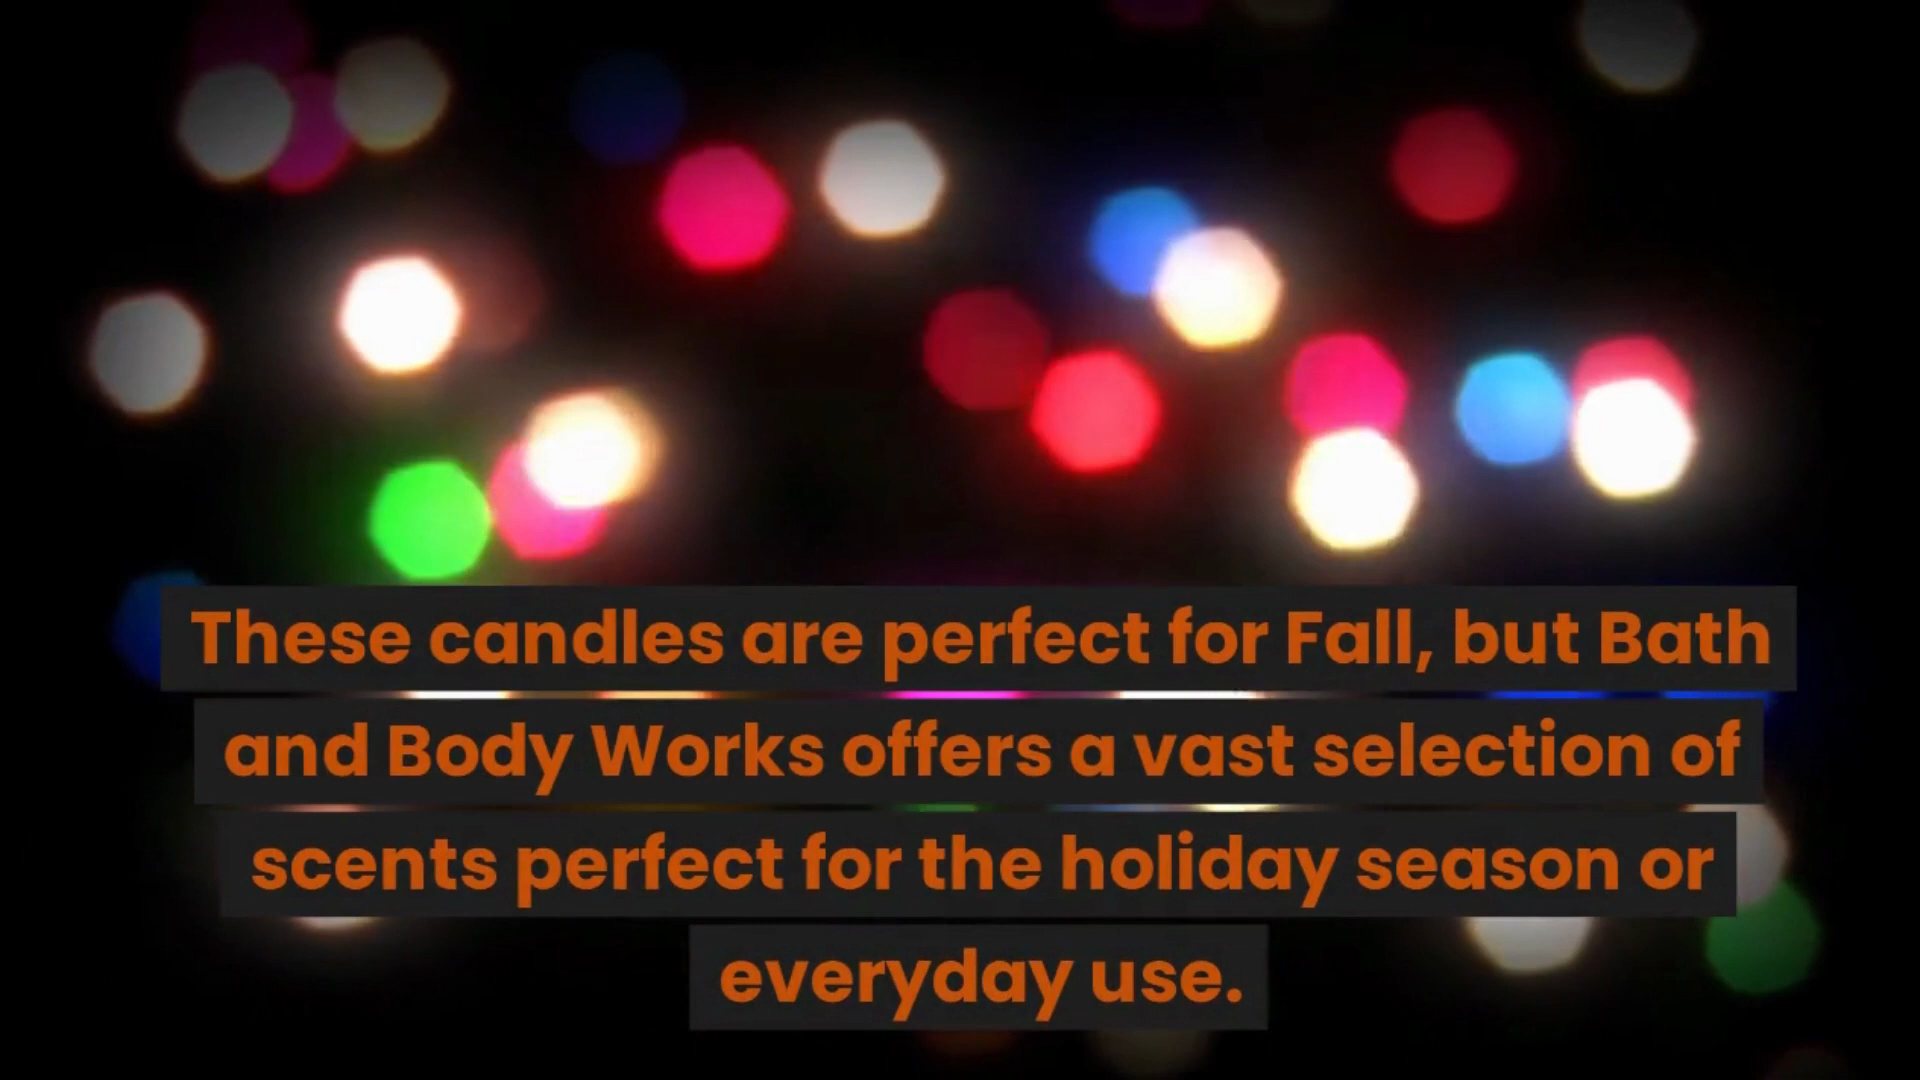 These candles are perfect for Fall, but Bath
and Body Works offers a vast selection of
scents perfect for the holiday season or
everyday use.